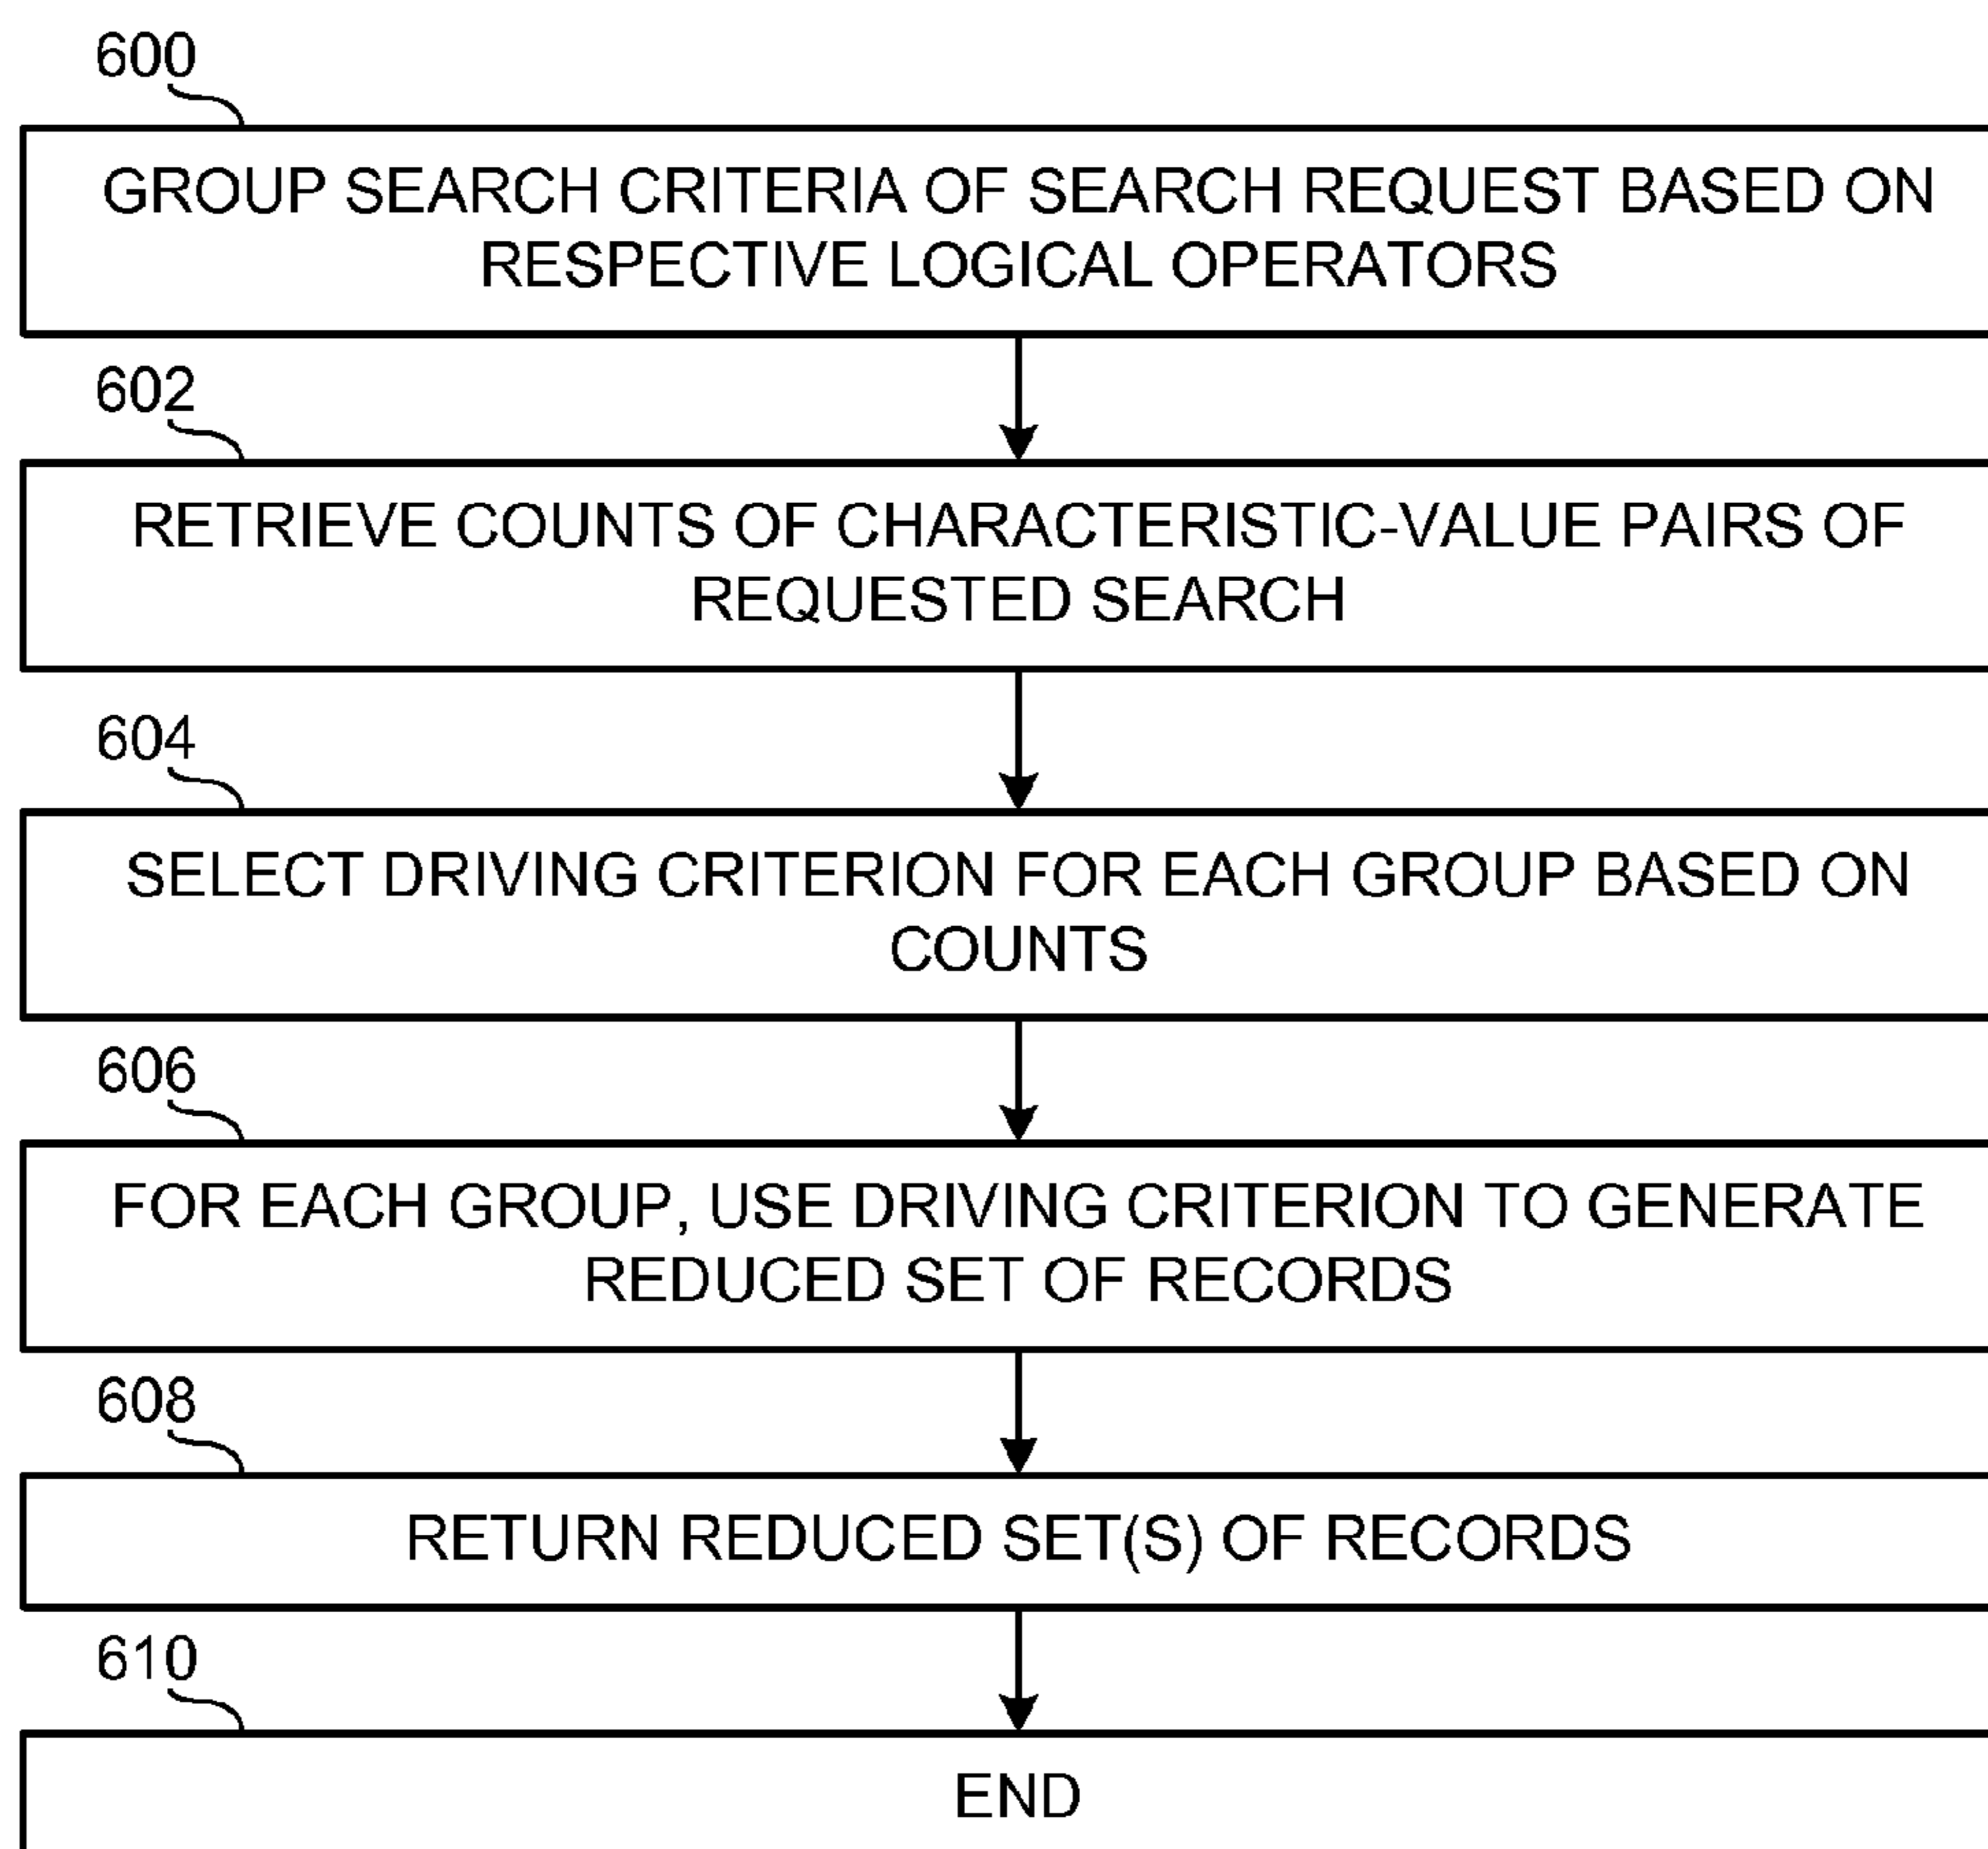 600
GROUP SEARCH CRITERIA OF SEARCH REQUEST BASED ON
RESPECTIVE LOGICAL OPERATORS
602
RETRIEVE COUNTS OF CHARACTERISTIC-VALUE PAIRS OF
REQUESTED SEARCH
604
SELECT DRIVING CRITERION FOR EACH GROUP BASED ON
COUNTS
606
FOR EACH GROUP, USE DRIVING CRITERION TO GENERATE
REDUCED SET OF RECORDS
608
RETURN REDUCED SET(S) OF RECORDS
610
END